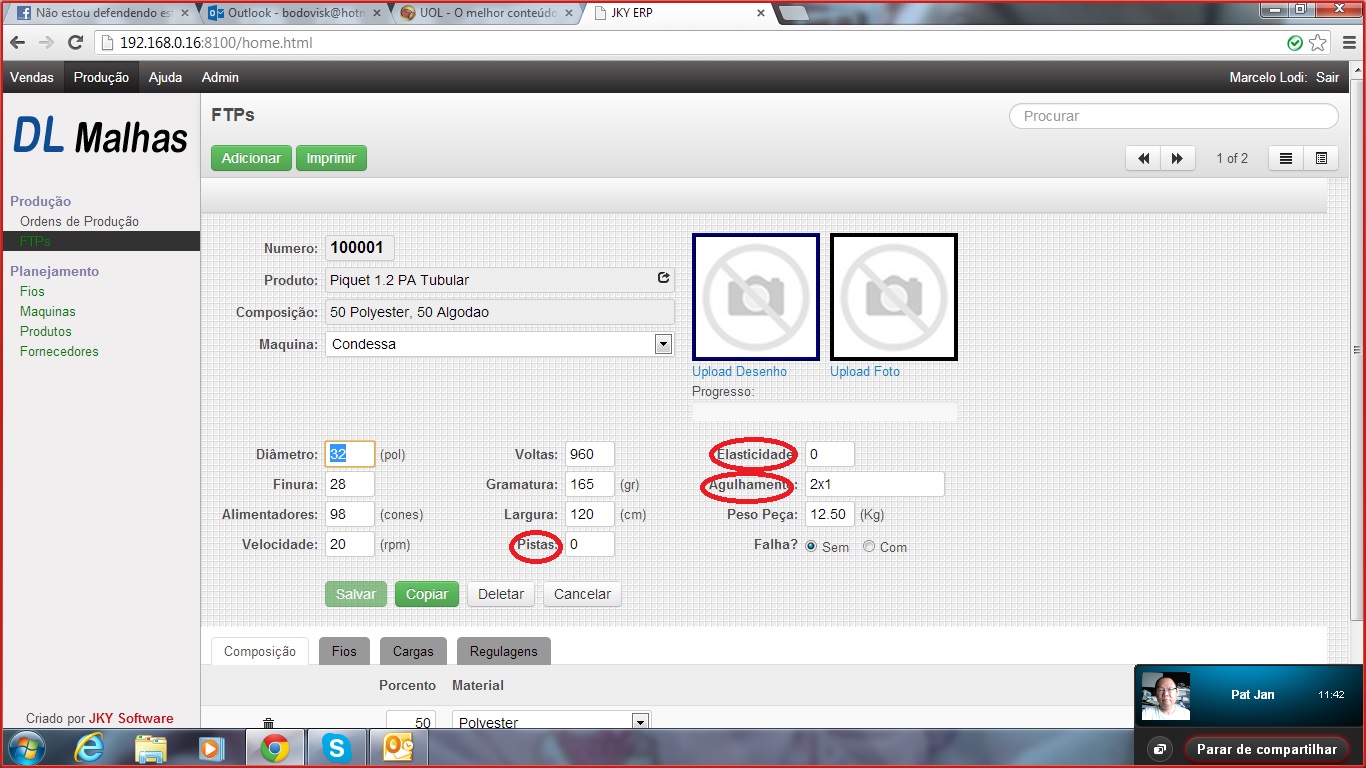 Não estou defendendo est
Outlook - bodovisk@hotm
UOL - O melhor conteúdo
JKY ERP
192.168.0.16:8100/home.html
Vendas Produção Ajuda Admin
Marcelo Lodi: Sair
DL Malhas
FTPs
Procurar
Adicionar Imprimir
1 of 2
Produção
Ordens de Produção
FTPs
Planejamento
Fios
Maquinas
Produtos
Fornecedores
Numero: 100001
Produto: Piquet 1.2 PA Tubular
Composição: 50 Polyester, 50 Algodao
Maquina: Condessa
Upload Desenho Upload Foto
Progresso:
Diâmetro: 32 (pol) Voltas: 960 Elasticidade 0
Finura: 28 Gramatura: 165 (gr) Agulhamento: 2x1
Alimentadores: 98 (cones) Largura: 120 (cm) Peso Peça: 12.50 (Kg)
Velocidade: 20 (rpm) Pistas: 0 Falha? Sem Com
Salvar Copiar Deletar Cancelar
Composição Fios Cargas Regulagens
Porcento Material
50 Polyester
Criado por JKY Software
Pat Jan 11:42
Parar de compartilhar